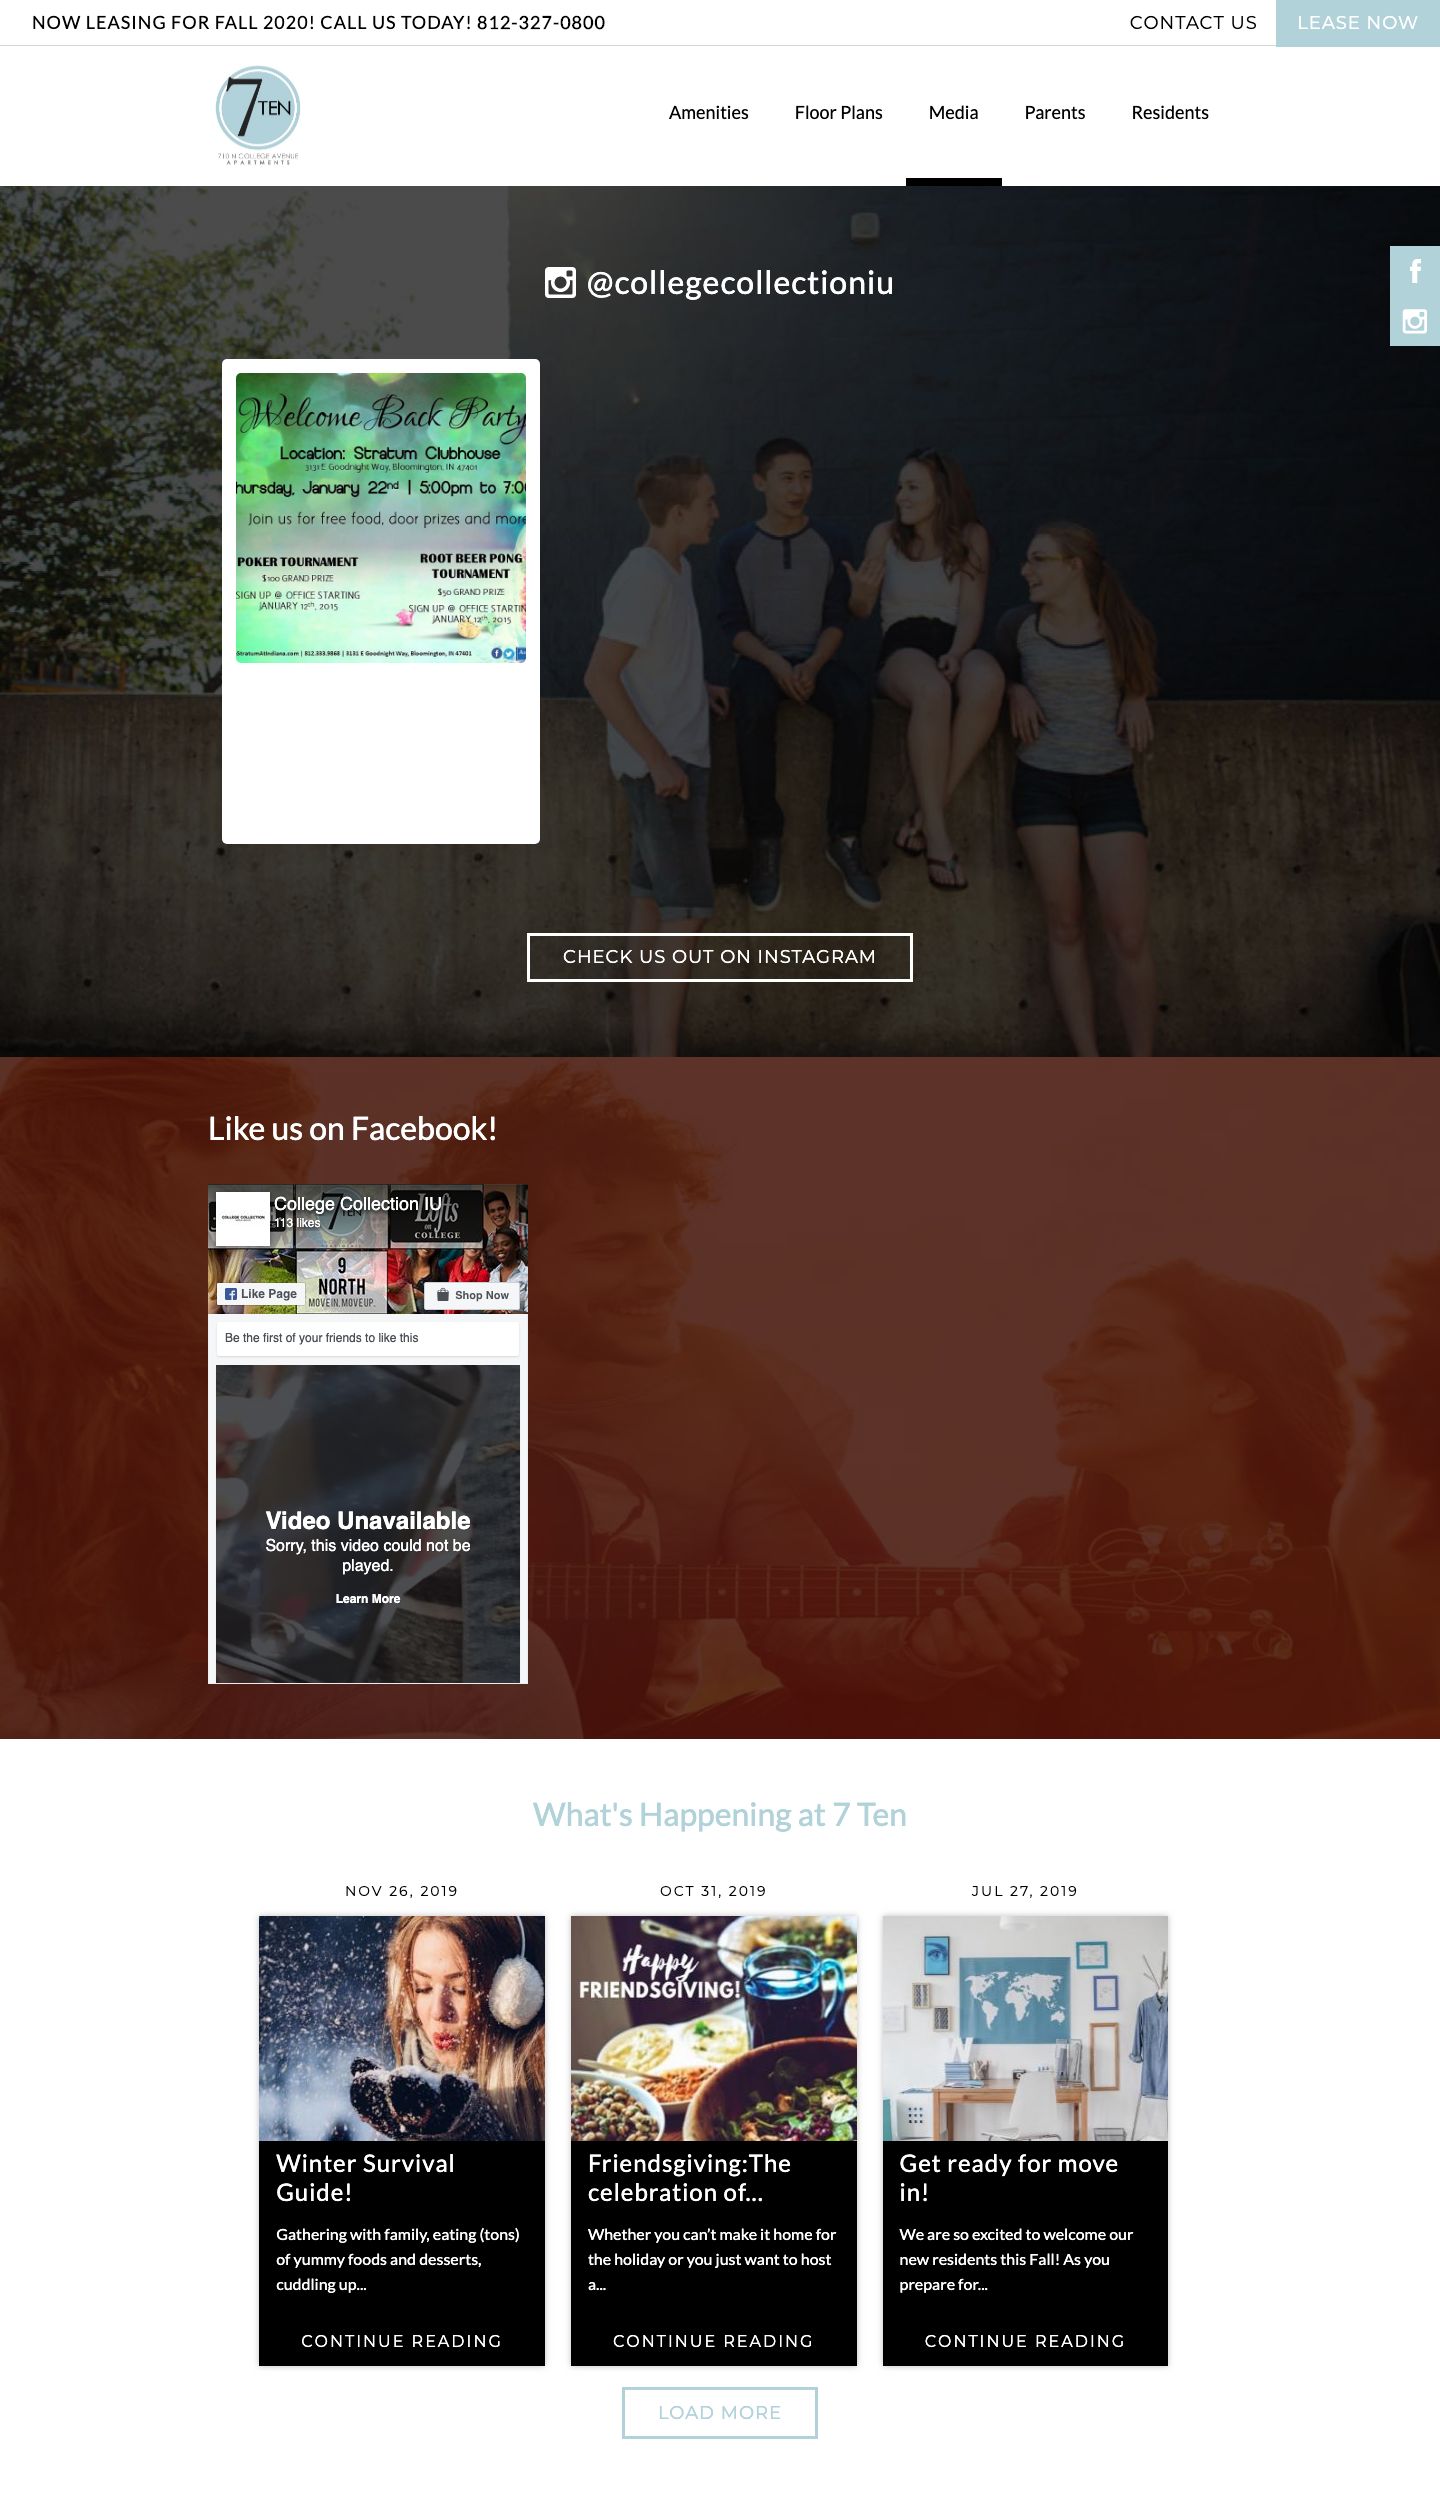 NOW LEASING FOR FALL 2020! CALL US TODAY! 812-327-0800
CONTACT US
LEASE NOW
7 TEN
710 N COLLEGE AVENUE
APARTMENTS
Amenities
Floor Plans
Media
Parents
Residents
@collegecollectioniu
Welcome Back Party
Location: Stratum Clubhouse
3131 E Goodnight Way, Bloomington, IN 47401
hursday, January 22nd | 5:00pm to 7:00
Join us for free food, door prizes and more
POKER TOURNAMENT
$100 GRAND PRIZE
SIGN UP @ OFFICE STARTING
JANUARY 12th, 2015
ROOT BEER PONG
TOURNAMENT
$50 GRAND PRIZE
SIGN UP @ OFFICE STARTIN
JANUARY 12th, 2015
StratumAtIndiana.com | 812.333.9868 | 3131 E Goodnight Way, Bloomington, IN 47401
CHECK US OUT ON INSTAGRAM
Like us on Facebook!
COLLEGE COLLECTION
College Collection IU
113 likes
7 TEN
Lofts
on
COLLEGE
9
NORTH
MOVE IN. MOVE UP.
Like Page
Shop Now
Be the first of your friends to like this
Video Unavailable
Sorry, this video could not be
played.
Learn More
What's Happening at 7 Ten
NOV 26, 2019
Winter Survival
Guide!
Gathering with family, eating (tons)
of yummy foods and desserts,
cuddling up...
CONTINUE READING
OCT 31, 2019
Happy
FRIENDSGIVING!
Friendsgiving:The
celebration of...
Whether you can't make it home for
the holiday or you just want to host
a...
CONTINUE READING
JUL 27, 2019
W
Get ready for move
in!
We are so excited to welcome our
new residents this Fall! As you
prepare for...
CONTINUE READING
LOAD MORE